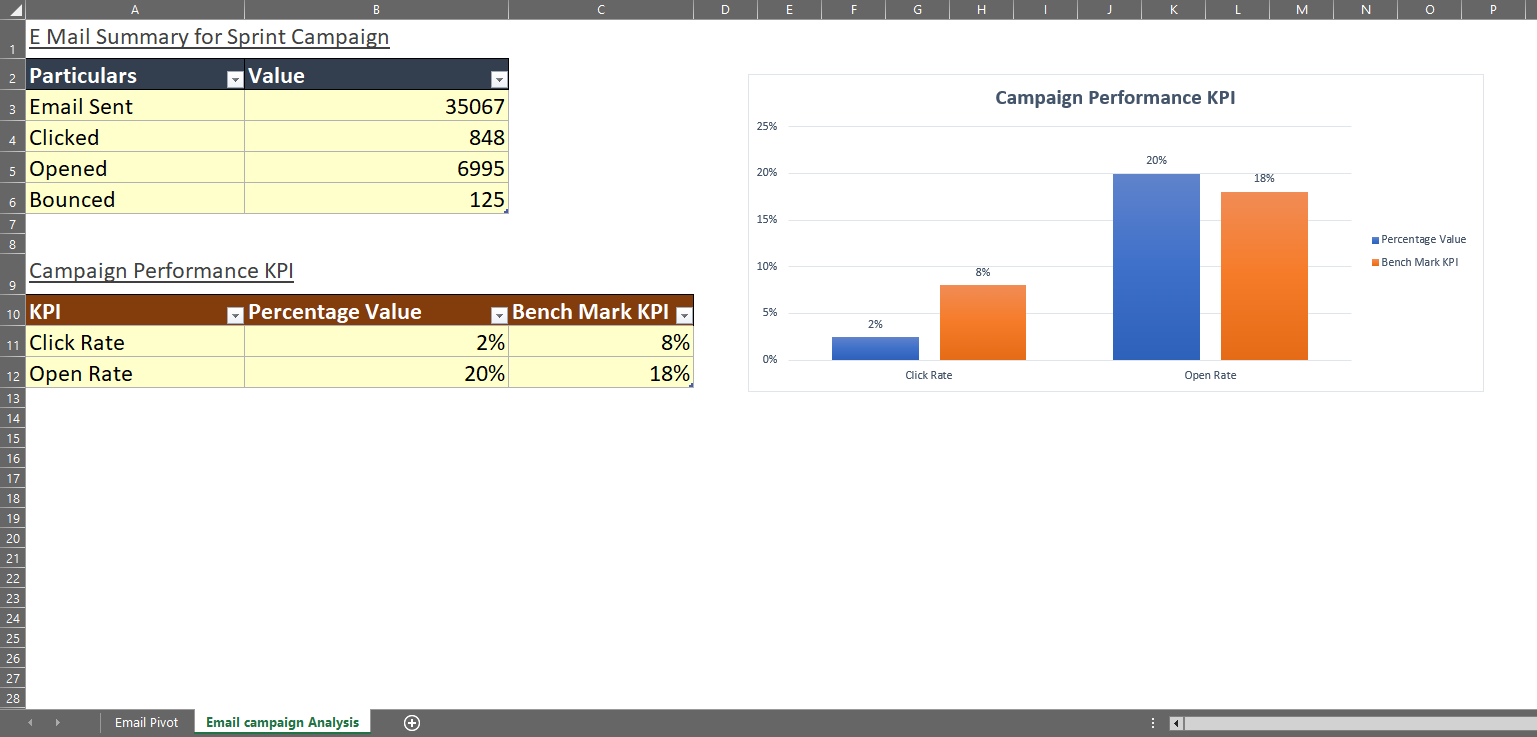 A B C D E F G H I J K L M N O P
1 E Mail Summary for Sprint Campaign
2 Particulars Value
3 Email Sent 35067
4 Clicked 848
5 Opened 6995
6 Bounced 125
7
8
9 Campaign Performance KPI
10 KPI Percentage Value Bench Mark KPI
11 Click Rate 2% 8%
12 Open Rate 20% 18%
13
14
15
16
17
18
19
20
21
22
23
24
25
26
27
28
Campaign Performance KPI
25%
20%
15%
10%
5%
0%
2%
8%
20%
18%
Click Rate Open Rate
Percentage Value
Bench Mark KPI
Email Pivot Email campaign Analysis